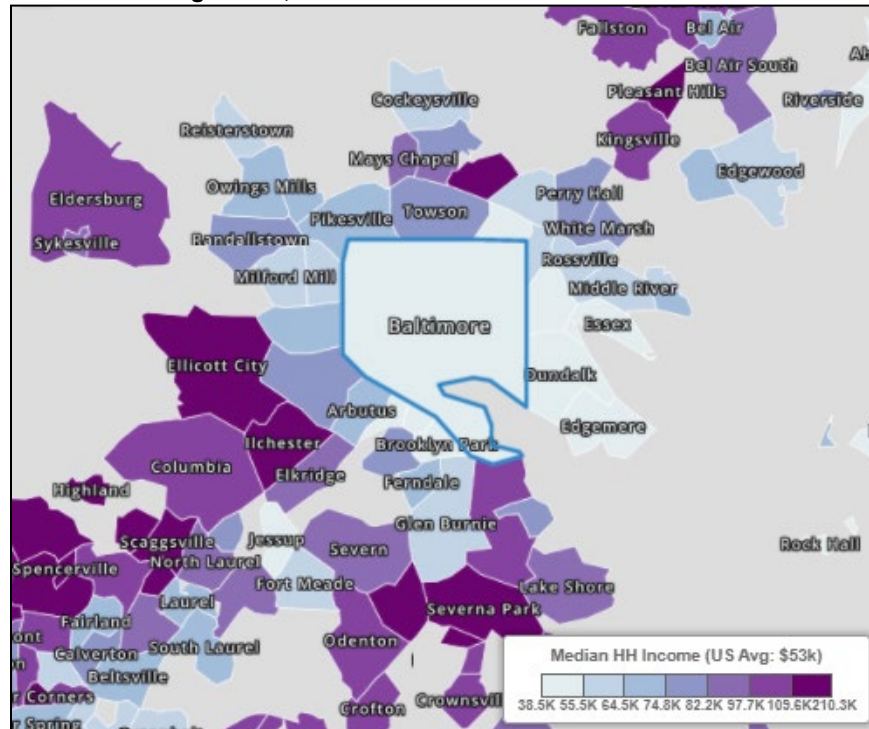 Fallston
Bel Air
Bel Air South
Cockeysville
Pleasant Hills
Riverside
Reisterstown
Kingsville
Mays Chapel
Edgewood
Owings Mills
Perry Hall
Eldersburg
Pikesville
Towson
White Marsh
Sykesville
Randallstown
Rossville
Milford Mill
Middle River
Baltimore
Essex
Ellicott City
Dundalk
Arbutus
Edgemere
Ilchester
Brooklyn Park
Columbia
Elkridge
Ferndale
Highland
Glen Burnie
Scaggsville
Jessup
Severn
Rock Hall
Spencerville
North Laurel
Fort Meade
Lake Shore
Laurel
Severna Park
Fairland
ont
South Laurel
Odenton
Calverton
Beltsville
r Corners
Crofton
Crownsvil
r Spring
Median HH Income (US Avg: $53k)
38.5K 55.5K 64.5K 74.8K 82.2K 97.7K 109.6K 210.3K